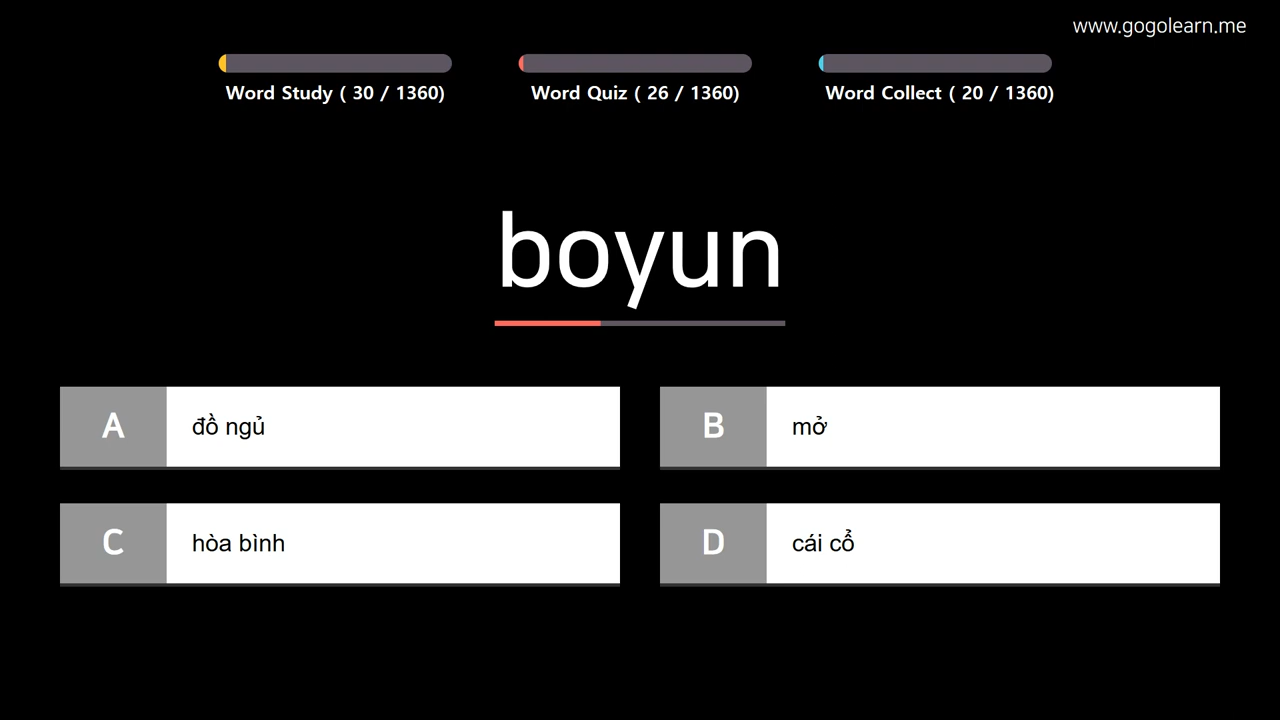 www.gogolearn.me
Word Study ( 30 / 1360)
Word Quiz ( 26 / 1360)
Word Collect ( 20 / 1360)
boyun
A đồ ngủ
B mở
C hòa bình
D cái cổ